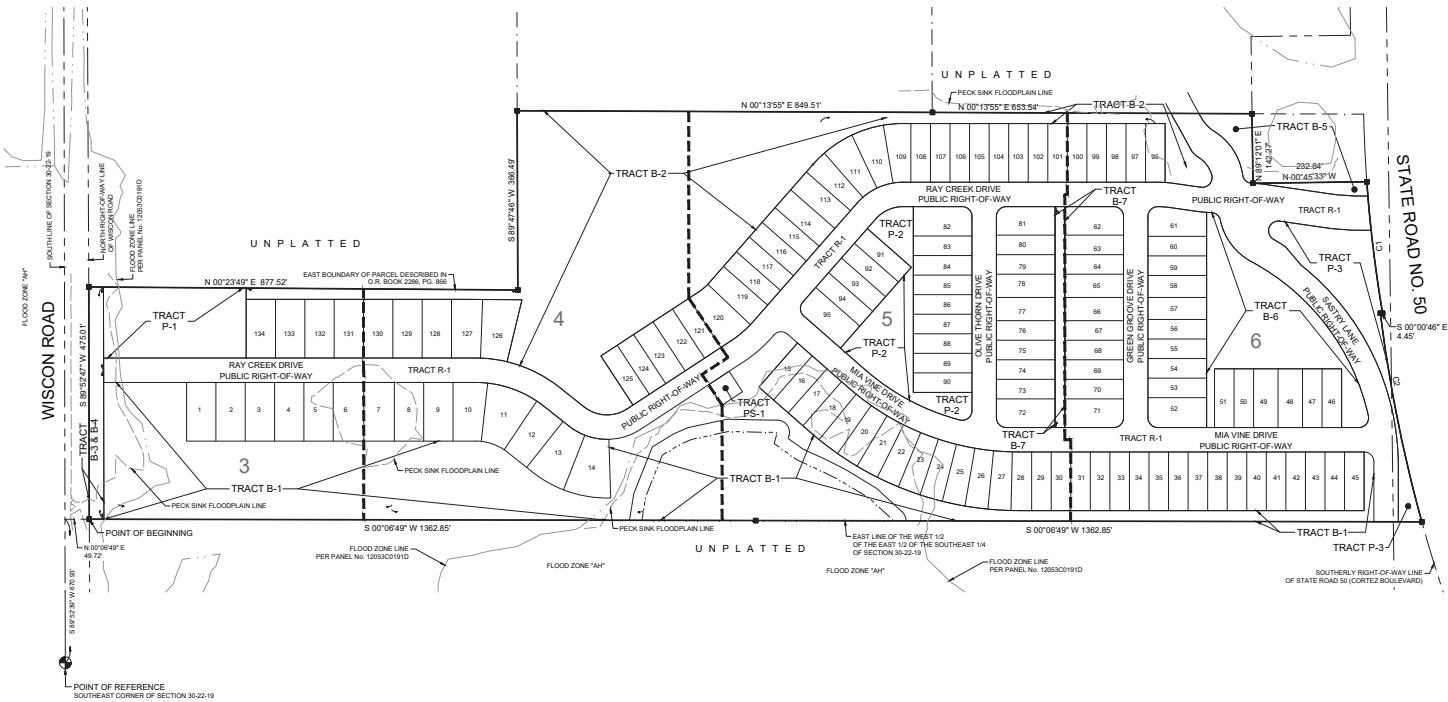 UNPLATTED
PECK SINK FLOODPLAIN LINE
N 00°13'55" E 849.51'
N 00°13'55" E 653.54'
TRACT B-2
TRACT B-5
N 89°12'01" E
142.27'
232.84'
N 00°45'33" W
STATE ROAD NO. 50
SOUTH LINE OF SECTION 30-22-19
NORTH RIGHT-OF-WAY LINE
OF WISCON ROAD
FLOOD ZONE LINE
PER PANEL No. 12053C0191D
FLOOD ZONE "AH"
UNPLATTED
S 89°47'46" W 366.49'
TRACT B-2
109 108 107 106 105 104 103 102 101 100 99 98 97 96
110
111
112
113
114
115
116
117
118
119
120
121
122
123
124
125
RAY CREEK DRIVE
PUBLIC RIGHT-OF-WAY
TRACT
B-7
PUBLIC RIGHT-OF-WAY
TRACT R-1
C1
EAST BOUNDARY OF PARCEL DESCRIBED IN
O.R. BOOK 2286, PG. 866
N 00°23'49" E 877.52'
TRACT
P-1
WISCON ROAD
S 89°52'47" W 475.01'
TRACT
B-3 & B-4
134 133 132 131 130 129 128 127 126
4
TRACT R-1
TRACT
P-2
91
92
93
94
95
5
TRACT
P-2
82
83
84
85
86
87
88
89
90
TRACT
P-2
OLIVE THORN DRIVE
PUBLIC RIGHT-OF-WAY
81
80
79
78
77
76
75
74
73
72
62
63
64
65
66
67
68
69
70
71
GREEN GROOVE DRIVE
PUBLIC RIGHT-OF-WAY
61
60
59
58
57
56
55
54
53
52
TRACT
P-3
TRACT
B-6
6
SASTRY LANE
PUBLIC RIGHT-OF-WAY
S 00°00'46" E
4.45'
C2
51 50 49 48 47 46
RAY CREEK DRIVE
PUBLIC RIGHT-OF-WAY
TRACT R-1
PUBLIC RIGHT-OF-WAY
TRACT
PS-1
MIA VINE DRIVE
PUBLIC RIGHT-OF-WAY
TRACT
B-7
TRACT R-1
MIA VINE DRIVE
PUBLIC RIGHT-OF-WAY
1 2 3 4 5 6 7 8 9 10 11
12
13
14
15
16
17
18
19
20
21
22
23
24
25 26 27 28 29 30 31 32 33 34 35 36 37 38 39 40 41 42 43 44 45
3
PECK SINK FLOODPLAIN LINE
TRACT B-1
PECK SINK FLOODPLAIN LINE
TRACT B-1
POINT OF BEGINNING
S 00°06'49" W 1362.85'
PECK SINK FLOODPLAIN LINE
S 00°06'49" W 1362.85'
TRACT B-1
TRACT P-3
N 00°06'49" E
49.72'
FLOOD ZONE LINE
PER PANEL No. 12053C0191D
UNPLATTED
EAST LINE OF THE WEST 1/2
OF THE EAST 1/2 OF THE SOUTHEAST 1/4
OF SECTION 30-22-19
FLOOD ZONE "AH"
FLOOD ZONE "AH"
FLOOD ZONE LINE
PER PANEL No. 12053C0191D
SOUTHERLY RIGHT-OF-WAY LINE
OF STATE ROAD 50 (CORTEZ BOULEVARD)
S 89°52'39" W 670.93'
POINT OF REFERENCE
SOUTHEAST CORNER OF SECTION 30-22-19